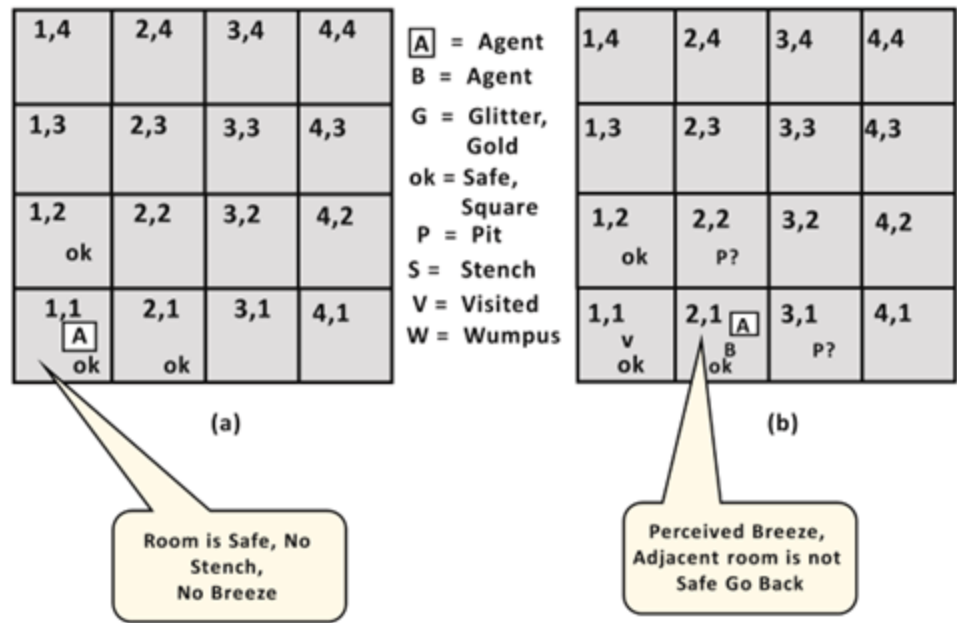 1,4 2,4 3,4 4,4
1,3 2,3 3,3 4,3
1,2 2,2 3,2 4,2
ok
1,1 2,1 3,1 4,1
A
ok ok
(a)
Room is Safe, No
Stench,
No Breeze
A = Agent
B = Agent
G = Glitter,
Gold
ok = Safe,
Square
P = Pit
S = Stench
V = Visited
W = Wumpus
1,4 2,4 3,4 4,4
1,3 2,3 3,3 4,3
1,2 2,2 3,2 4,2
ok P?
1,1 2,1 A 3,1 4,1
v B P?
ok ok
(b)
Perceived Breeze,
Adjacent room is not
Safe Go Back